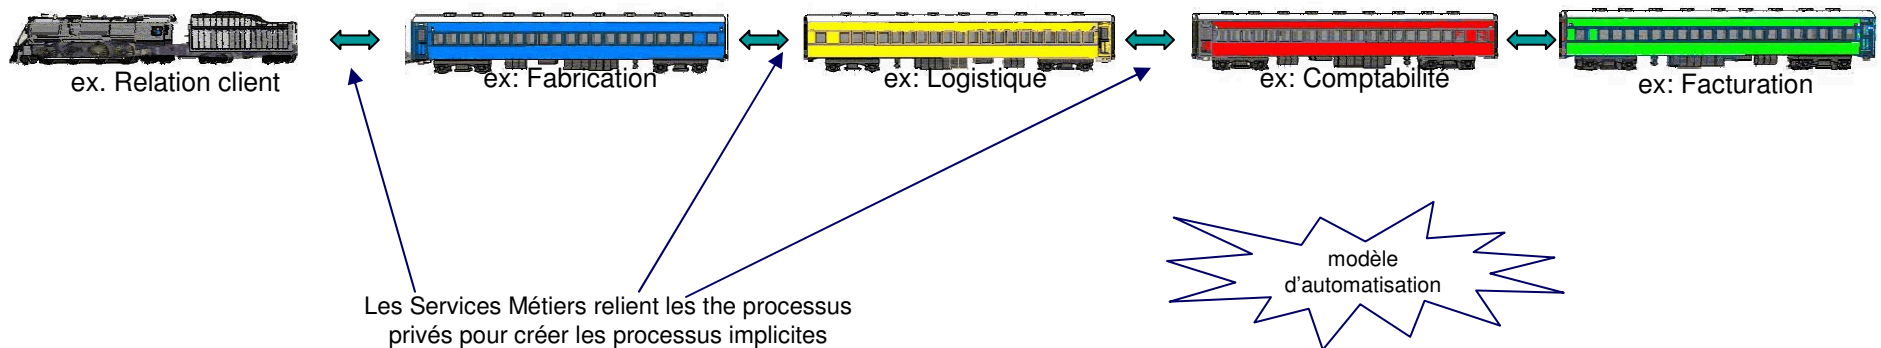 ex. Relation client
ex: Fabrication
ex: Logistique
ex: Comptabilité
ex: Facturation
modèle
d'automatisation
Les Services Métiers relient les the processus
privés pour créer les processus implicites